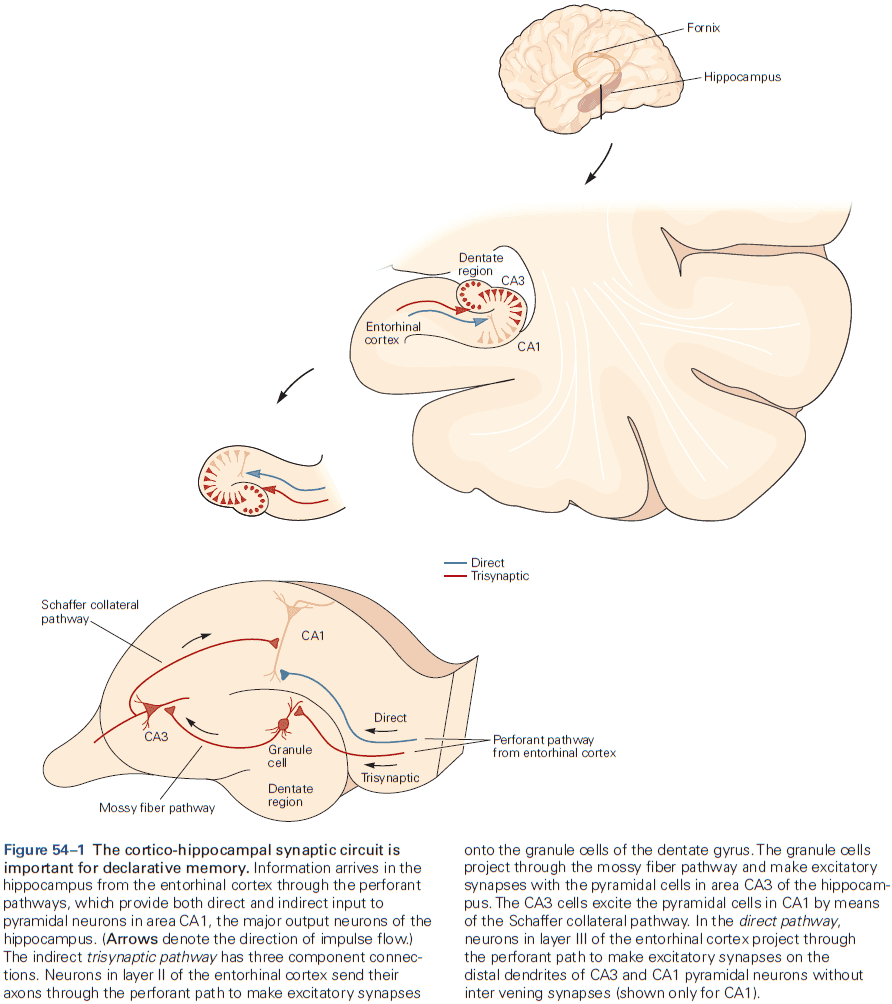 Fornix
Hippocampus
Dentate
region
CA3
Entorhinal
cortex
CA1
Direct
Trisynaptic
Schaffer collateral
pathway
CA1
Direct
Perforant pathway
from entorhinal cortex
CA3
Granule
cell
Trisynaptic
Dentate
region
Mossy fiber pathway
Figure 54–1 The cortico-hippocampal synaptic circuit is
important for declarative memory. Information arrives in the
hippocampus from the entorhinal cortex through the perforant
pathways, which provide both direct and indirect input to
pyramidal neurons in area CA1, the major output neurons of the
hippocampus. (Arrows denote the direction of impulse flow.)
The indirect trisynaptic pathway has three component connec-
tions. Neurons in layer II of the entorhinal cortex send their
axons through the perforant path to make excitatory synapses
onto the granule cells of the dentate gyrus. The granule cells
project through the mossy fiber pathway and make excitatory
synapses with the pyramidal cells in area CA3 of the hippocam-
pus. The CA3 cells excite the pyramidal cells in CA1 by means
of the Schaffer collateral pathway. In the direct pathway,
neurons in layer III of the entorhinal cortex project through
the perforant path to make excitatory synapses on the
distal dendrites of CA3 and CA1 pyramidal neurons without
inter vening synapses (shown only for CA1).